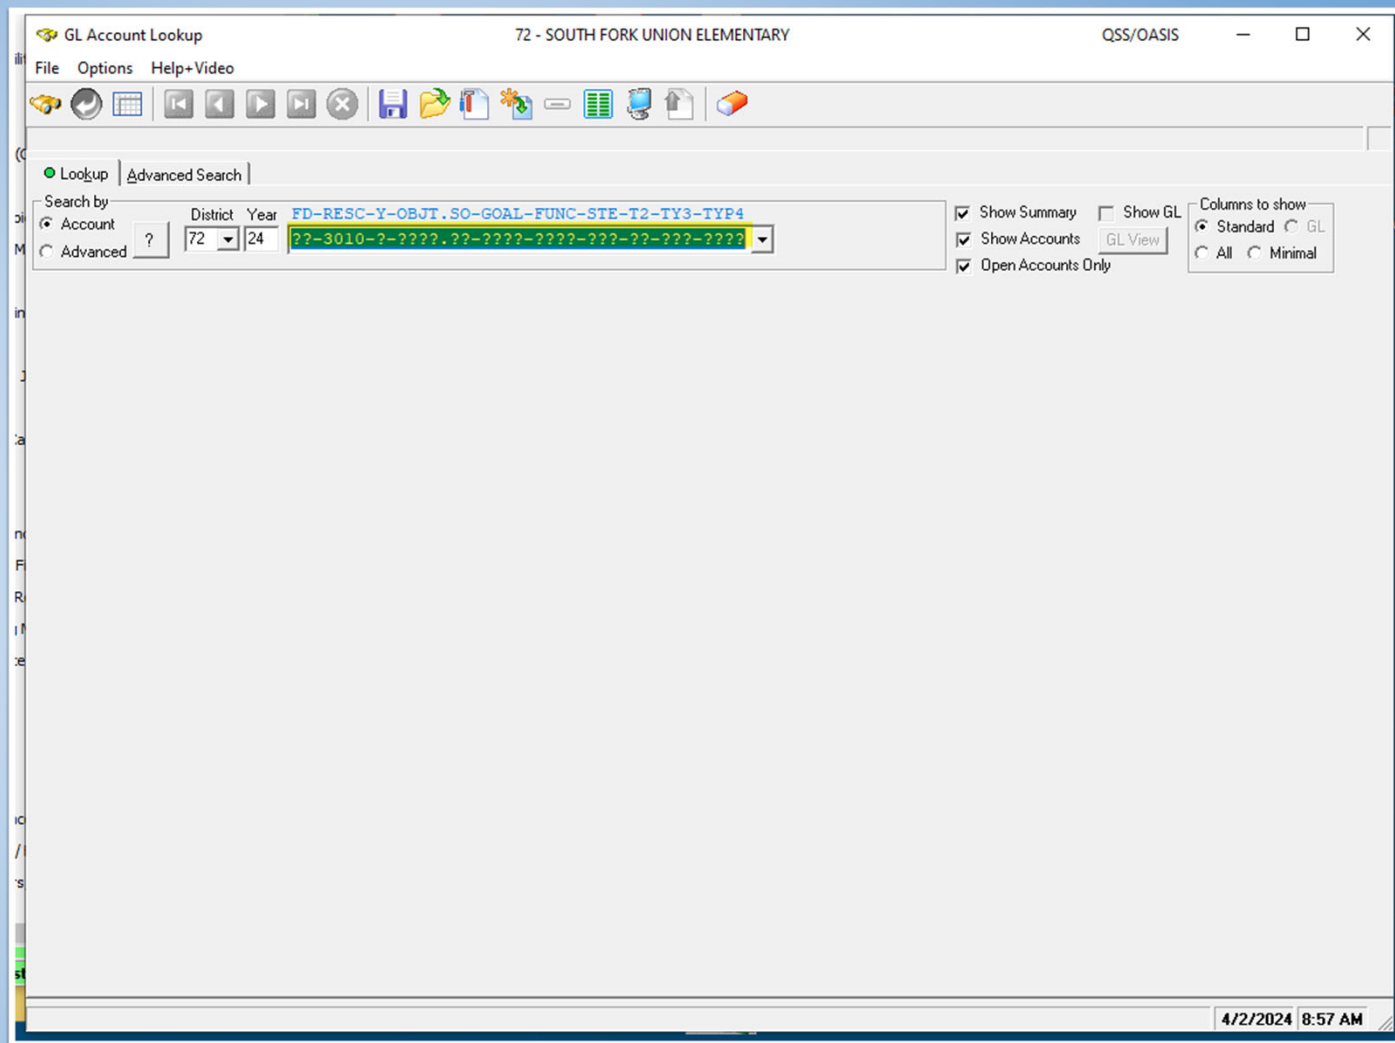 GL Account Lookup 72 - SOUTH FORK UNION ELEMENTARY QSS/OASIS
File Options Help+Video
Lookup Advanced Search
Search by
Account
Advanced
?
District Year FD-RESC-Y-OBJT.SO-GOAL-FUNC-STE-T2-TY3-TYP4
72 24 ??-3010-?-????.??-????-????-???-??-???-????
Show Summary Show GL
Show Accounts GL View
Open Accounts Only
Columns to show
Standard GL
All Minimal
4/2/2024 8:57 AM